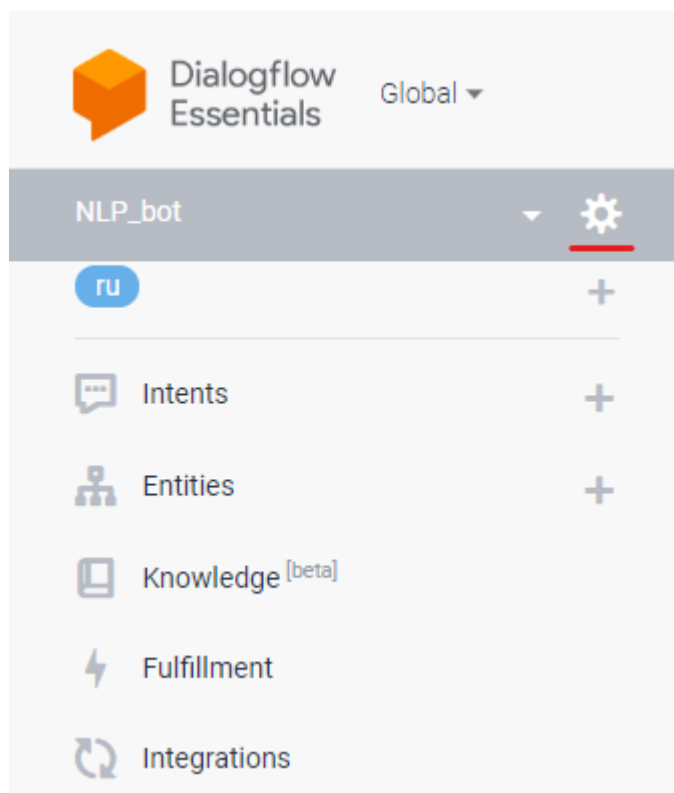 Dialogflow
Essentials
Global
NLP_bot
ru
Intents
Entities
Knowledge [beta]
Fulfillment
Integrations